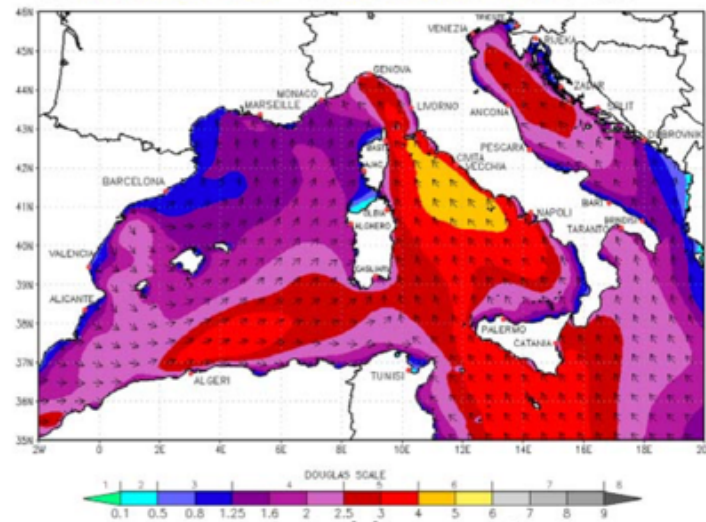 46N
45N
44N
43N
42N
41N
40N
39N
38N
37N
36N
35N
VENEZIA
RIJEKA
GENOVA
ZADAR
MONACO
MARSEILLE
LIVORNO
SPLIT
ANCONA
DUBROVNIK
PESCARA
CIVITA
VECCHIA
BARCELONA
BARI
OLBIA
NAPOLI
BRINDISI
ALGHERO
TARANTO
VALENCIA
CAGLIARI
ALICANTE
PALERMO
CATANIA
ALGERI
TUNISI
2W 0 2E 4E 6E 8E 10E 12E 14E 16E 18E 20E
DOUGLAS SCALE
1 2 3 4 5 6 7 8
0.1 0.5 0.8 1.25 1.6 2 2.5 3 4 5 6 7 8 9